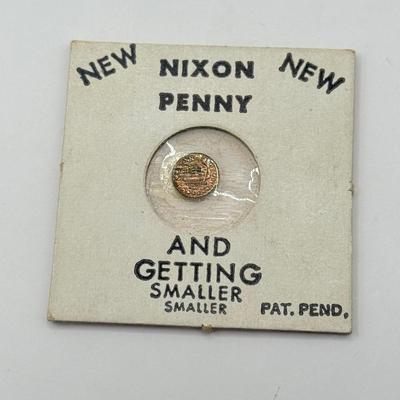 NEW NIXON NEW
PENNY
AND
GETTING
SMALLER
SMALLER PAT. PEND.